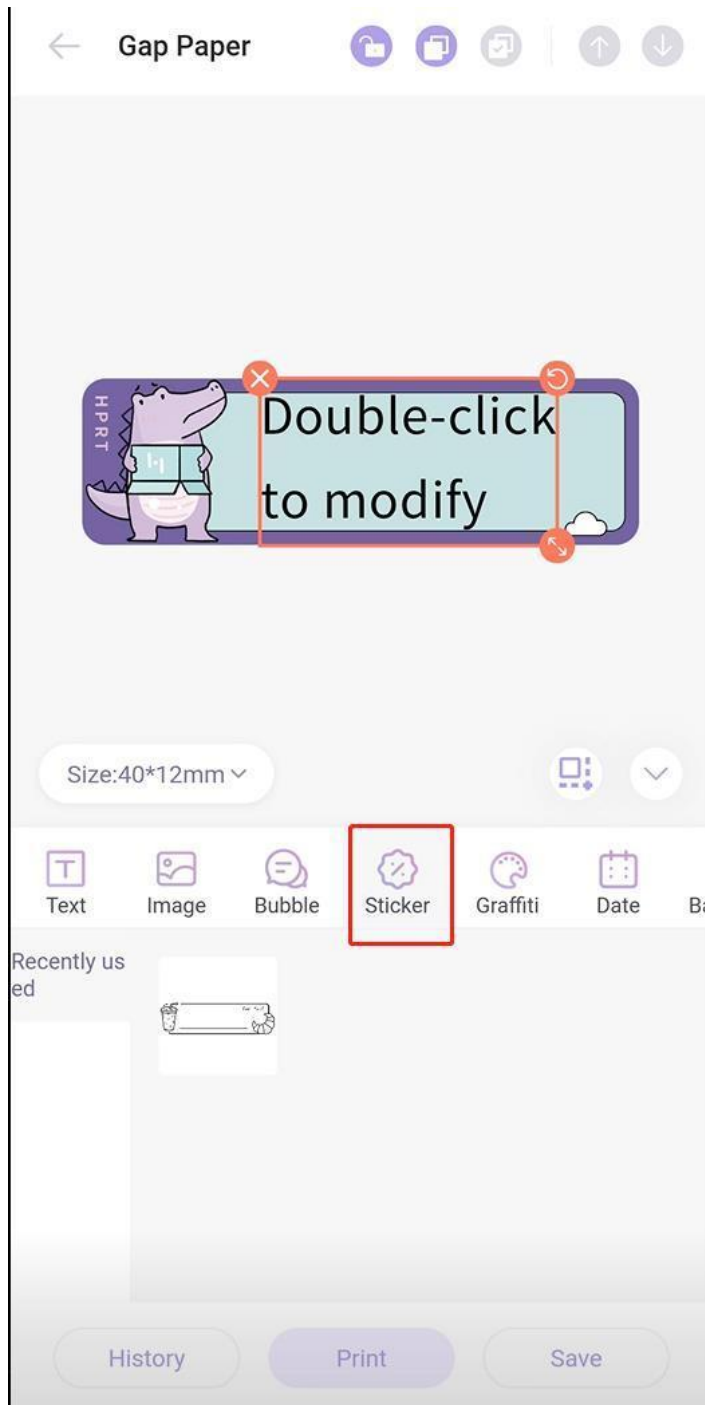 Gap Paper
HPRT
Double-click
to modify
Size:40*12mm
Text
Image
Bubble
Sticker
Graffiti
Date
Recently us
ed
History
Print
Save